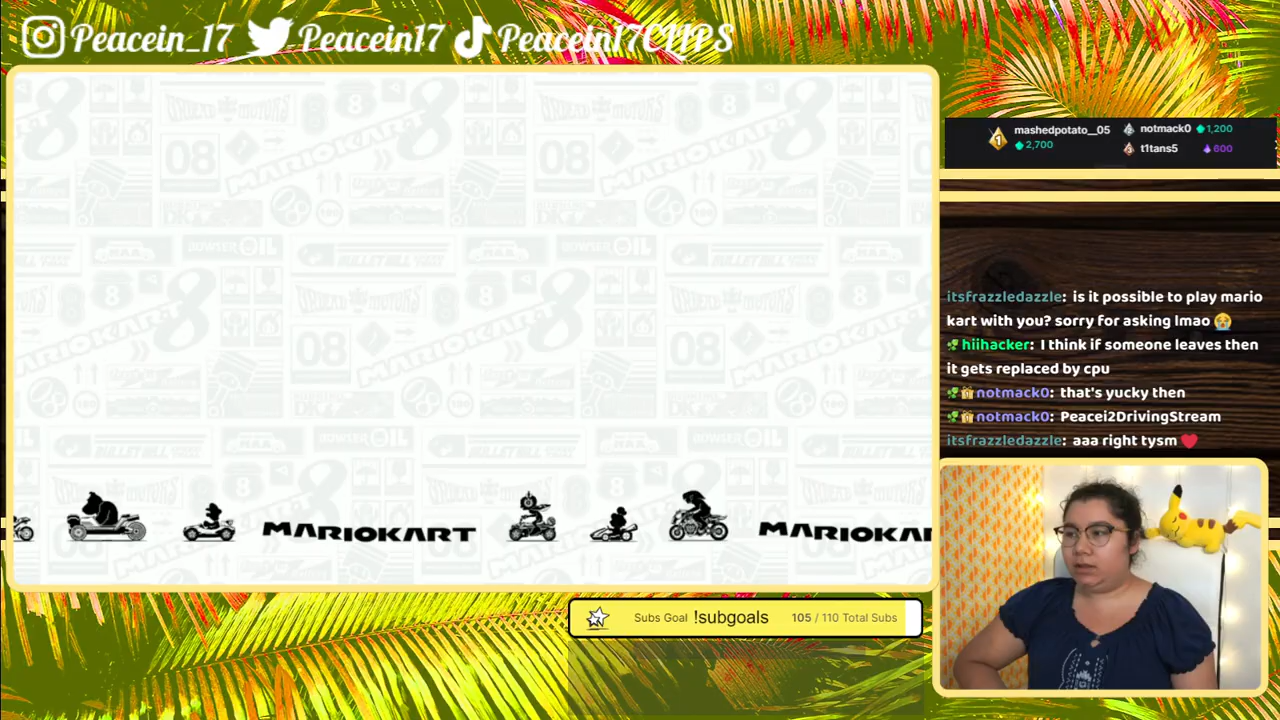 Peacein_17 Peacein17 Peacein17ClIPS
mashedpotato__05
2,700
notmack0 1,200
t1tans5 600
itsfrazzledazzle: is it possible to play mario
kart with you? sorry for asking lmao 😭
hiihacker: I think if someone leaves then
it gets replaced by cpu
notmack0: that's yucky then
notmack0: Peacei2DrivingStream
itsfrazzledazzle: aaa right tysm ❤️
MARIOKART MARIOKAR
Subs Goal !subgoals 105 / 110 Total Subs